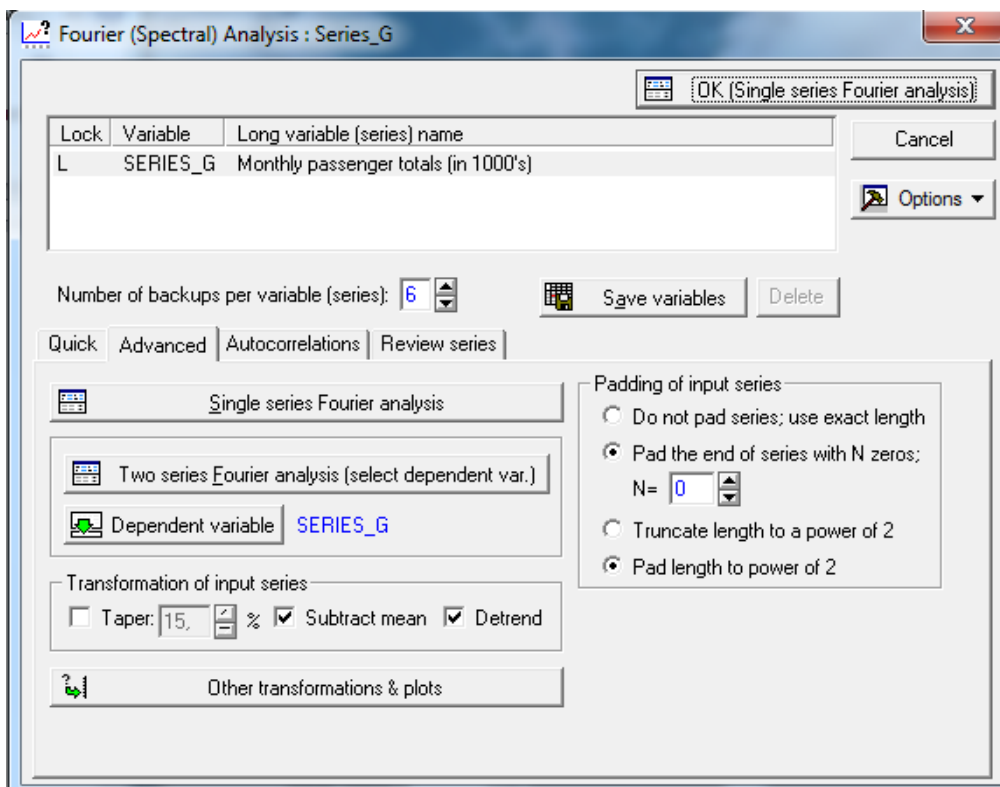 Fourier (Spectral) Analysis : Series_G
OK (Single series Fourier analysis)
Lock Variable Long variable (series) name
L SERIES_G Monthly passenger totals (in 1000's)
Cancel
Options
Number of backups per variable (series): 6
Save variables
Delete
Quick Advanced Autocorrelations Review series
Single series Fourier analysis
Two series Fourier analysis (select dependent var.)
Dependent variable SERIES_G
Transformation of input series
Taper: 15, % Subtract mean Detrend
Other transformations & plots
Padding of input series
Do not pad series; use exact length
Pad the end of series with N zeros;
N= 0
Truncate length to a power of 2
Pad length to power of 2